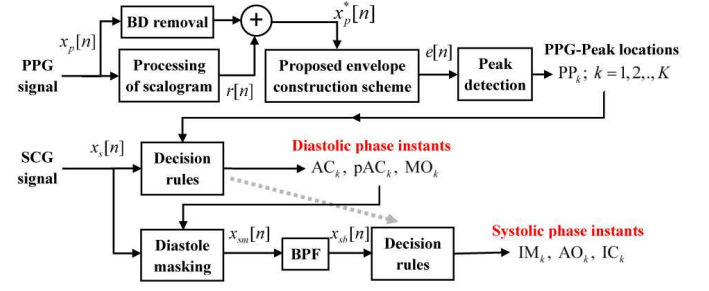 BD removal
x_p^*[n]
x_p[n]
e[n]
PPG-Peak locations
PPG signal
Processing of scalogram
r[n]
Proposed envelope construction scheme
Peak detection
PP_k; k = 1, 2,., K
SCG signal
x_s[n]
Decision rules
Diastolic phase instants
AC_k, pAC_k, MO_k
Diastole masking
x_sm[n]
BPF
x_sb[n]
Decision rules
Systolic phase instants
IM_k, AO_k, IC_k